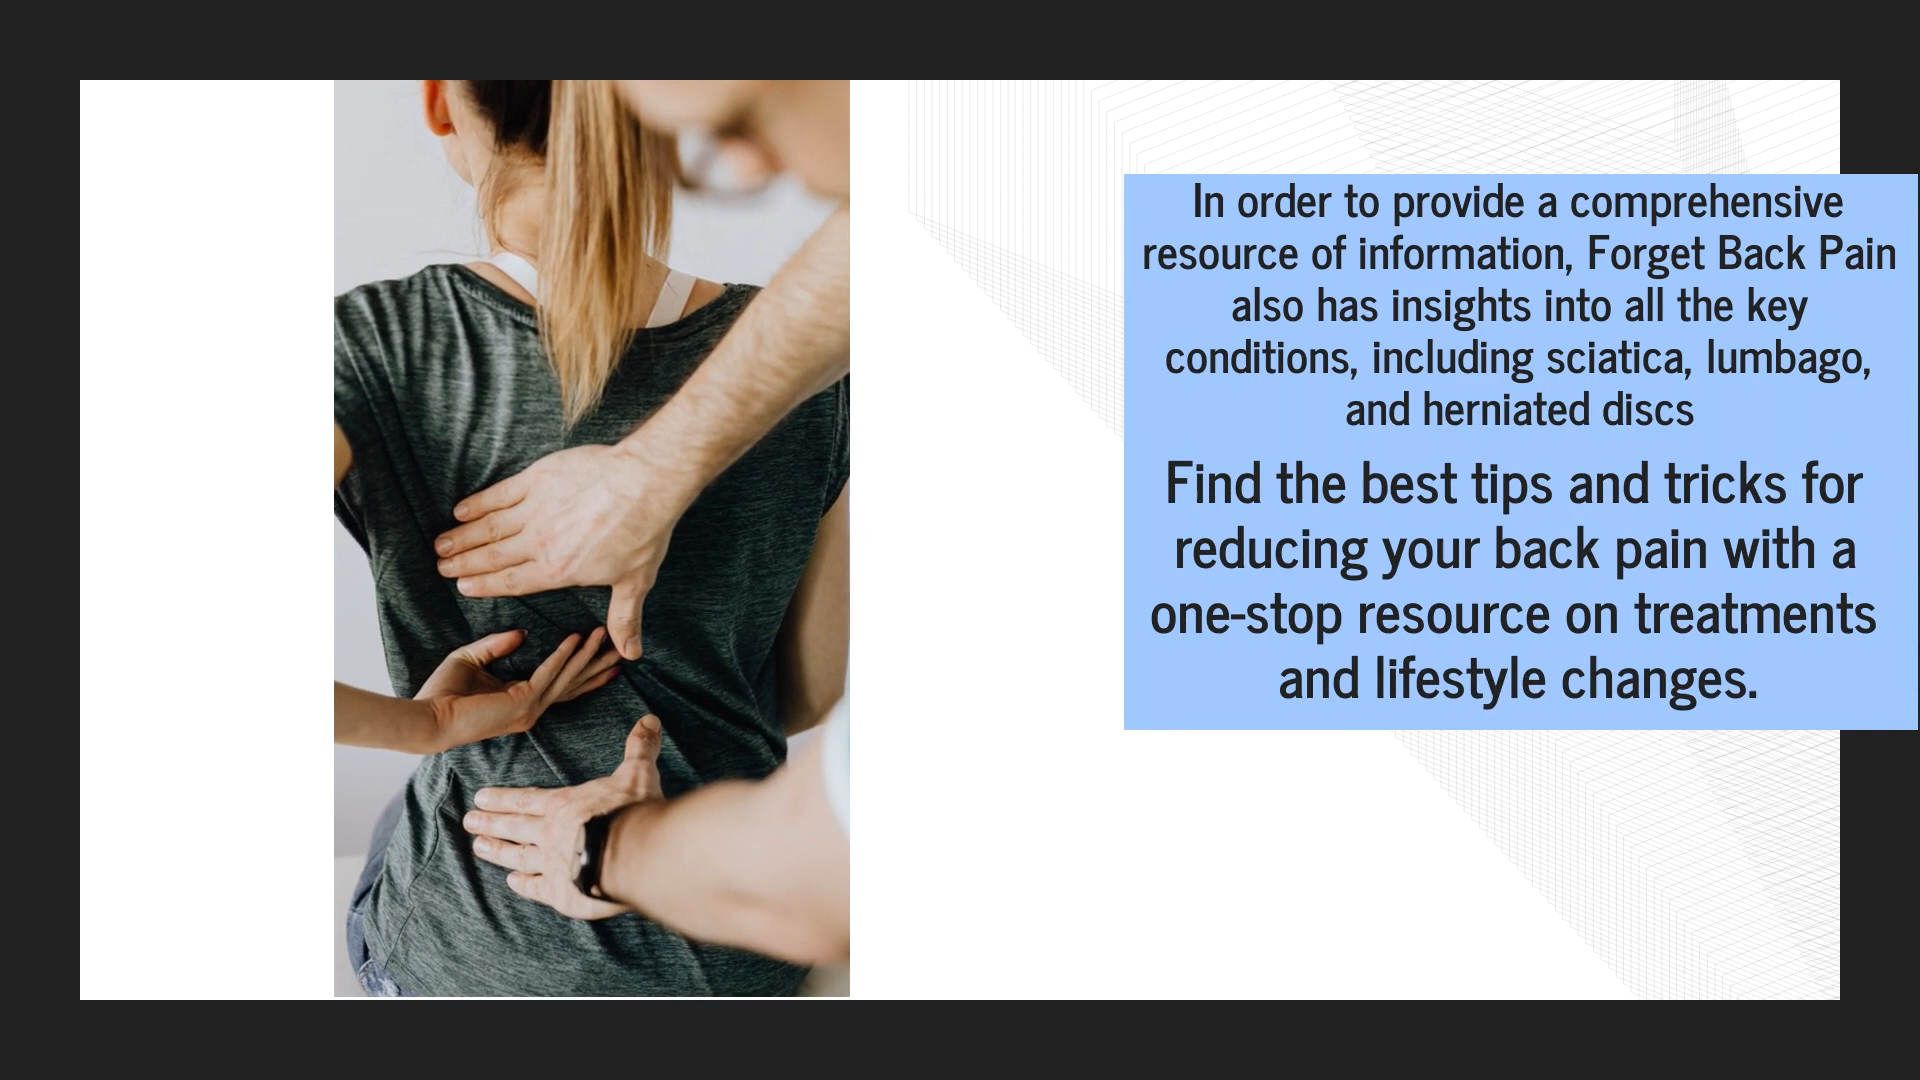 In order to provide a comprehensive
resource of information, Forget Back Pain
also has insights into all the key
conditions, including sciatica, lumbago,
and herniated discs
Find the best tips and tricks for
reducing your back pain with a
one-stop resource on treatments
and lifestyle changes.